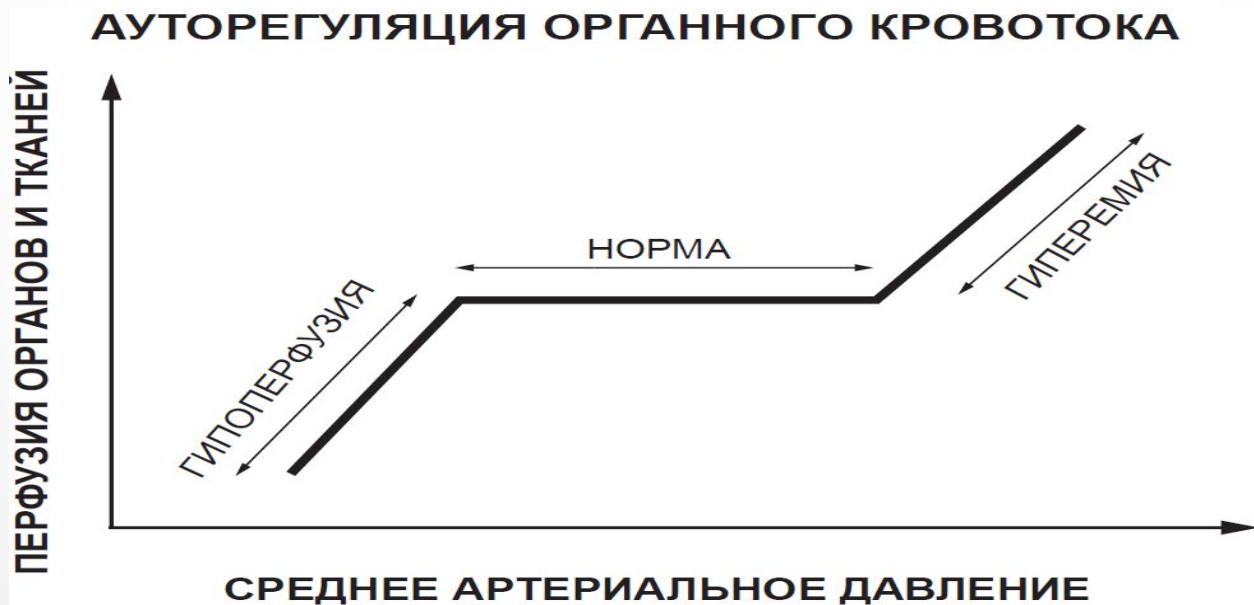 АУТОРЕГУЛЯЦИЯ ОРГАННОГО КРОВОТОКА
ПЕРФУЗИЯ ОРГАНОВ И ТКАНЕЙ
ГИПОПЕРФУЗИЯ
НОРМА
ГИПЕРЕМИЯ
СРЕДНЕЕ АРТЕРИАЛЬНОЕ ДАВЛЕНИЕ